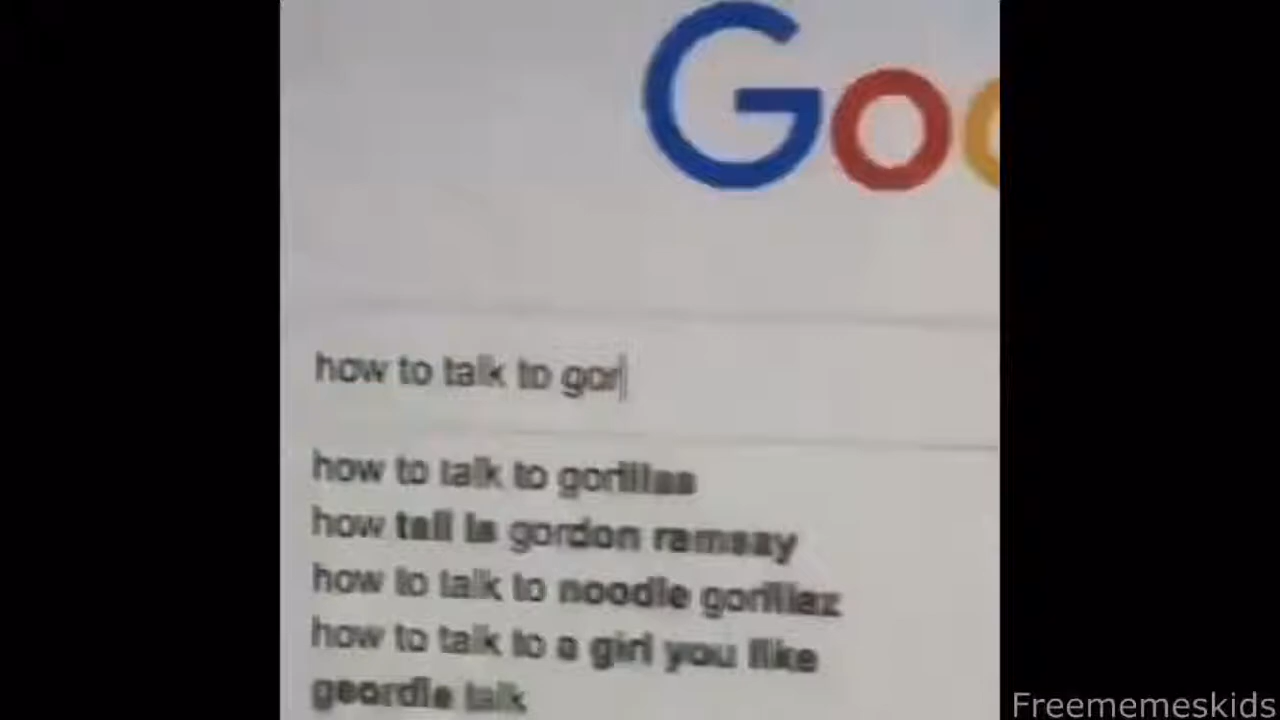 Goo
how to talk to gor
how to talk to gorillas
how tall is gordon ramsay
how to talk to noodle gorillaz
how to talk to a girl you like
geordie talk
Freememeskids